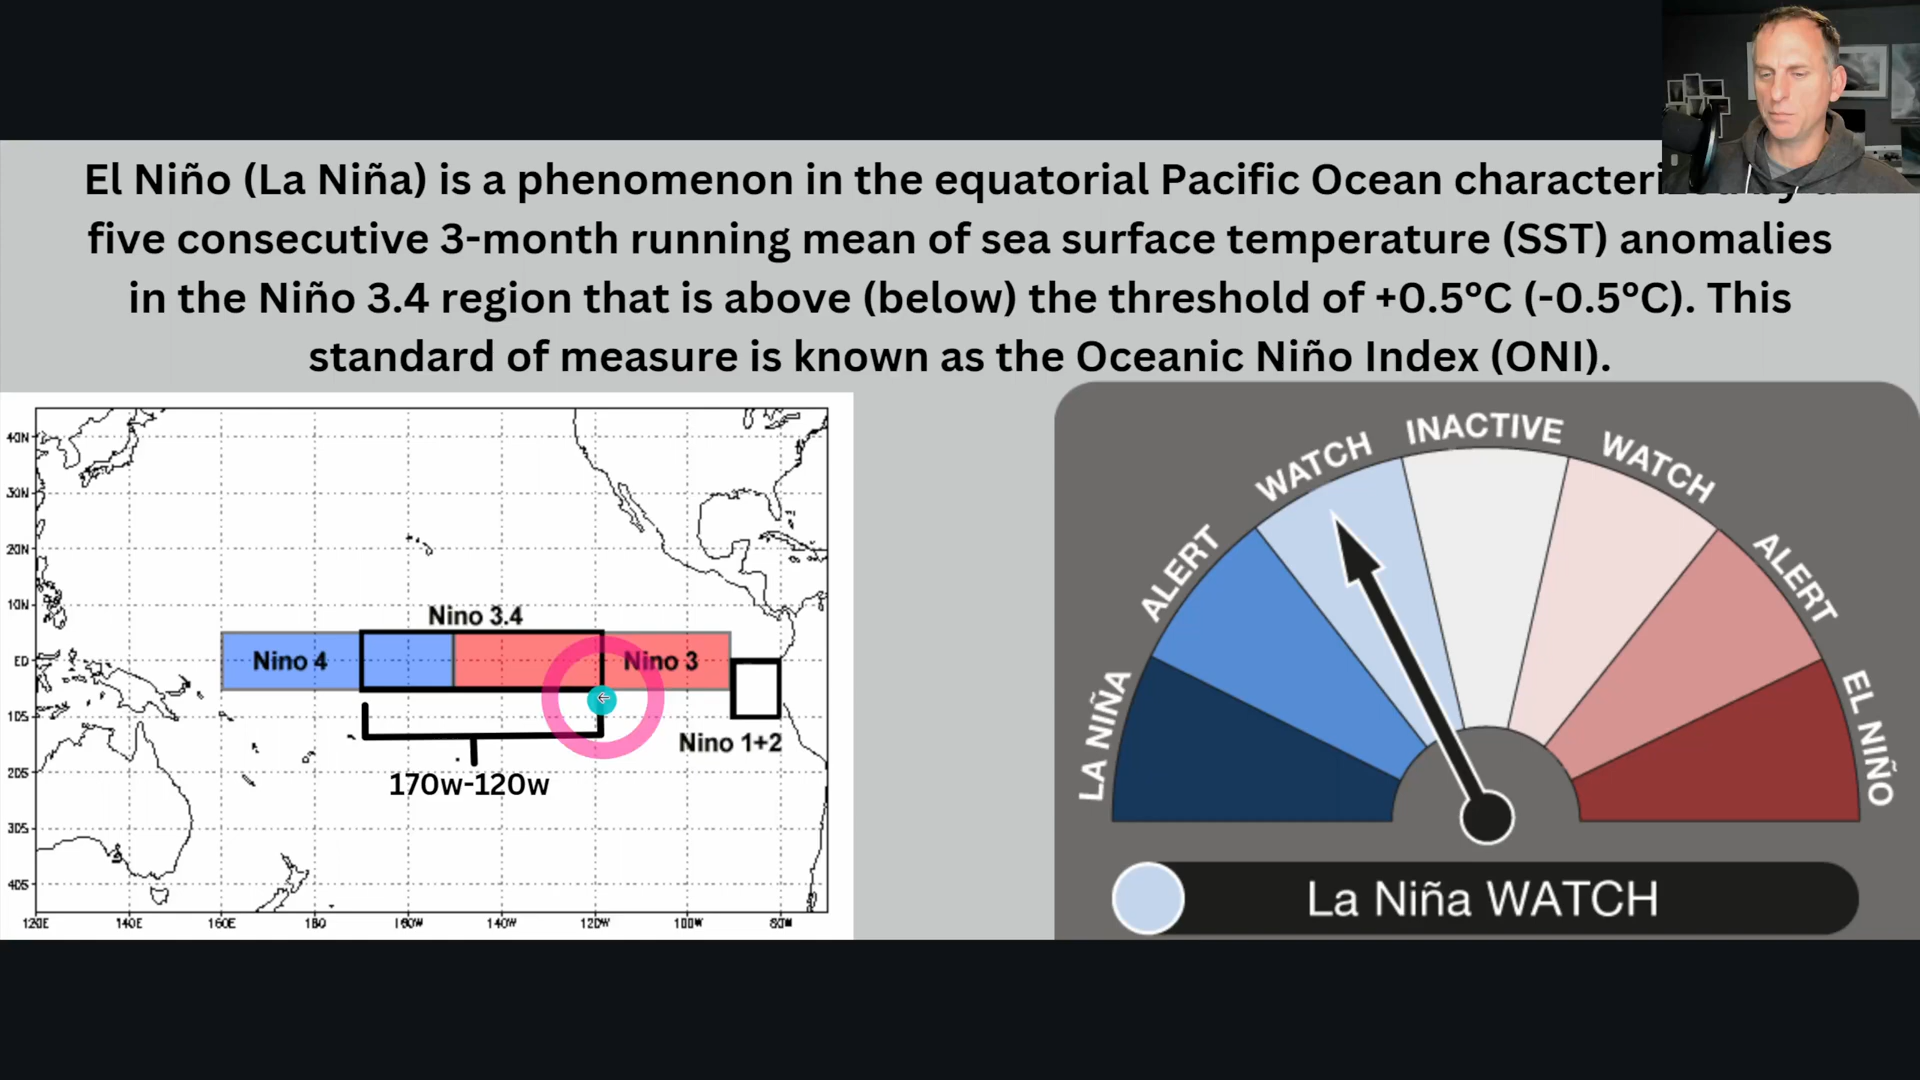 El Niño (La Niña) is a phenomenon in the equatorial Pacific Ocean
five consecutive 3-month running mean of sea surface temperature (SST) anomalies
in the Niño 3.4 region that is above (below) the threshold of +0.5°C (-0.5°C). This
standard of measure is known as the Oceanic Niño Index (ONI).
40N
30N
20N
10N
EQ
10S
20S
30S
40S
120E 140E 160E 180 160W 140W 120W 100W 80W
Nino 3.4
Nino 4
Nino 3
Nino 1+2
170w-120w
LA NIÑA
ALERT
WATCH
INACTIVE
WATCH
ALERT
EL NIÑO
La Niña WATCH